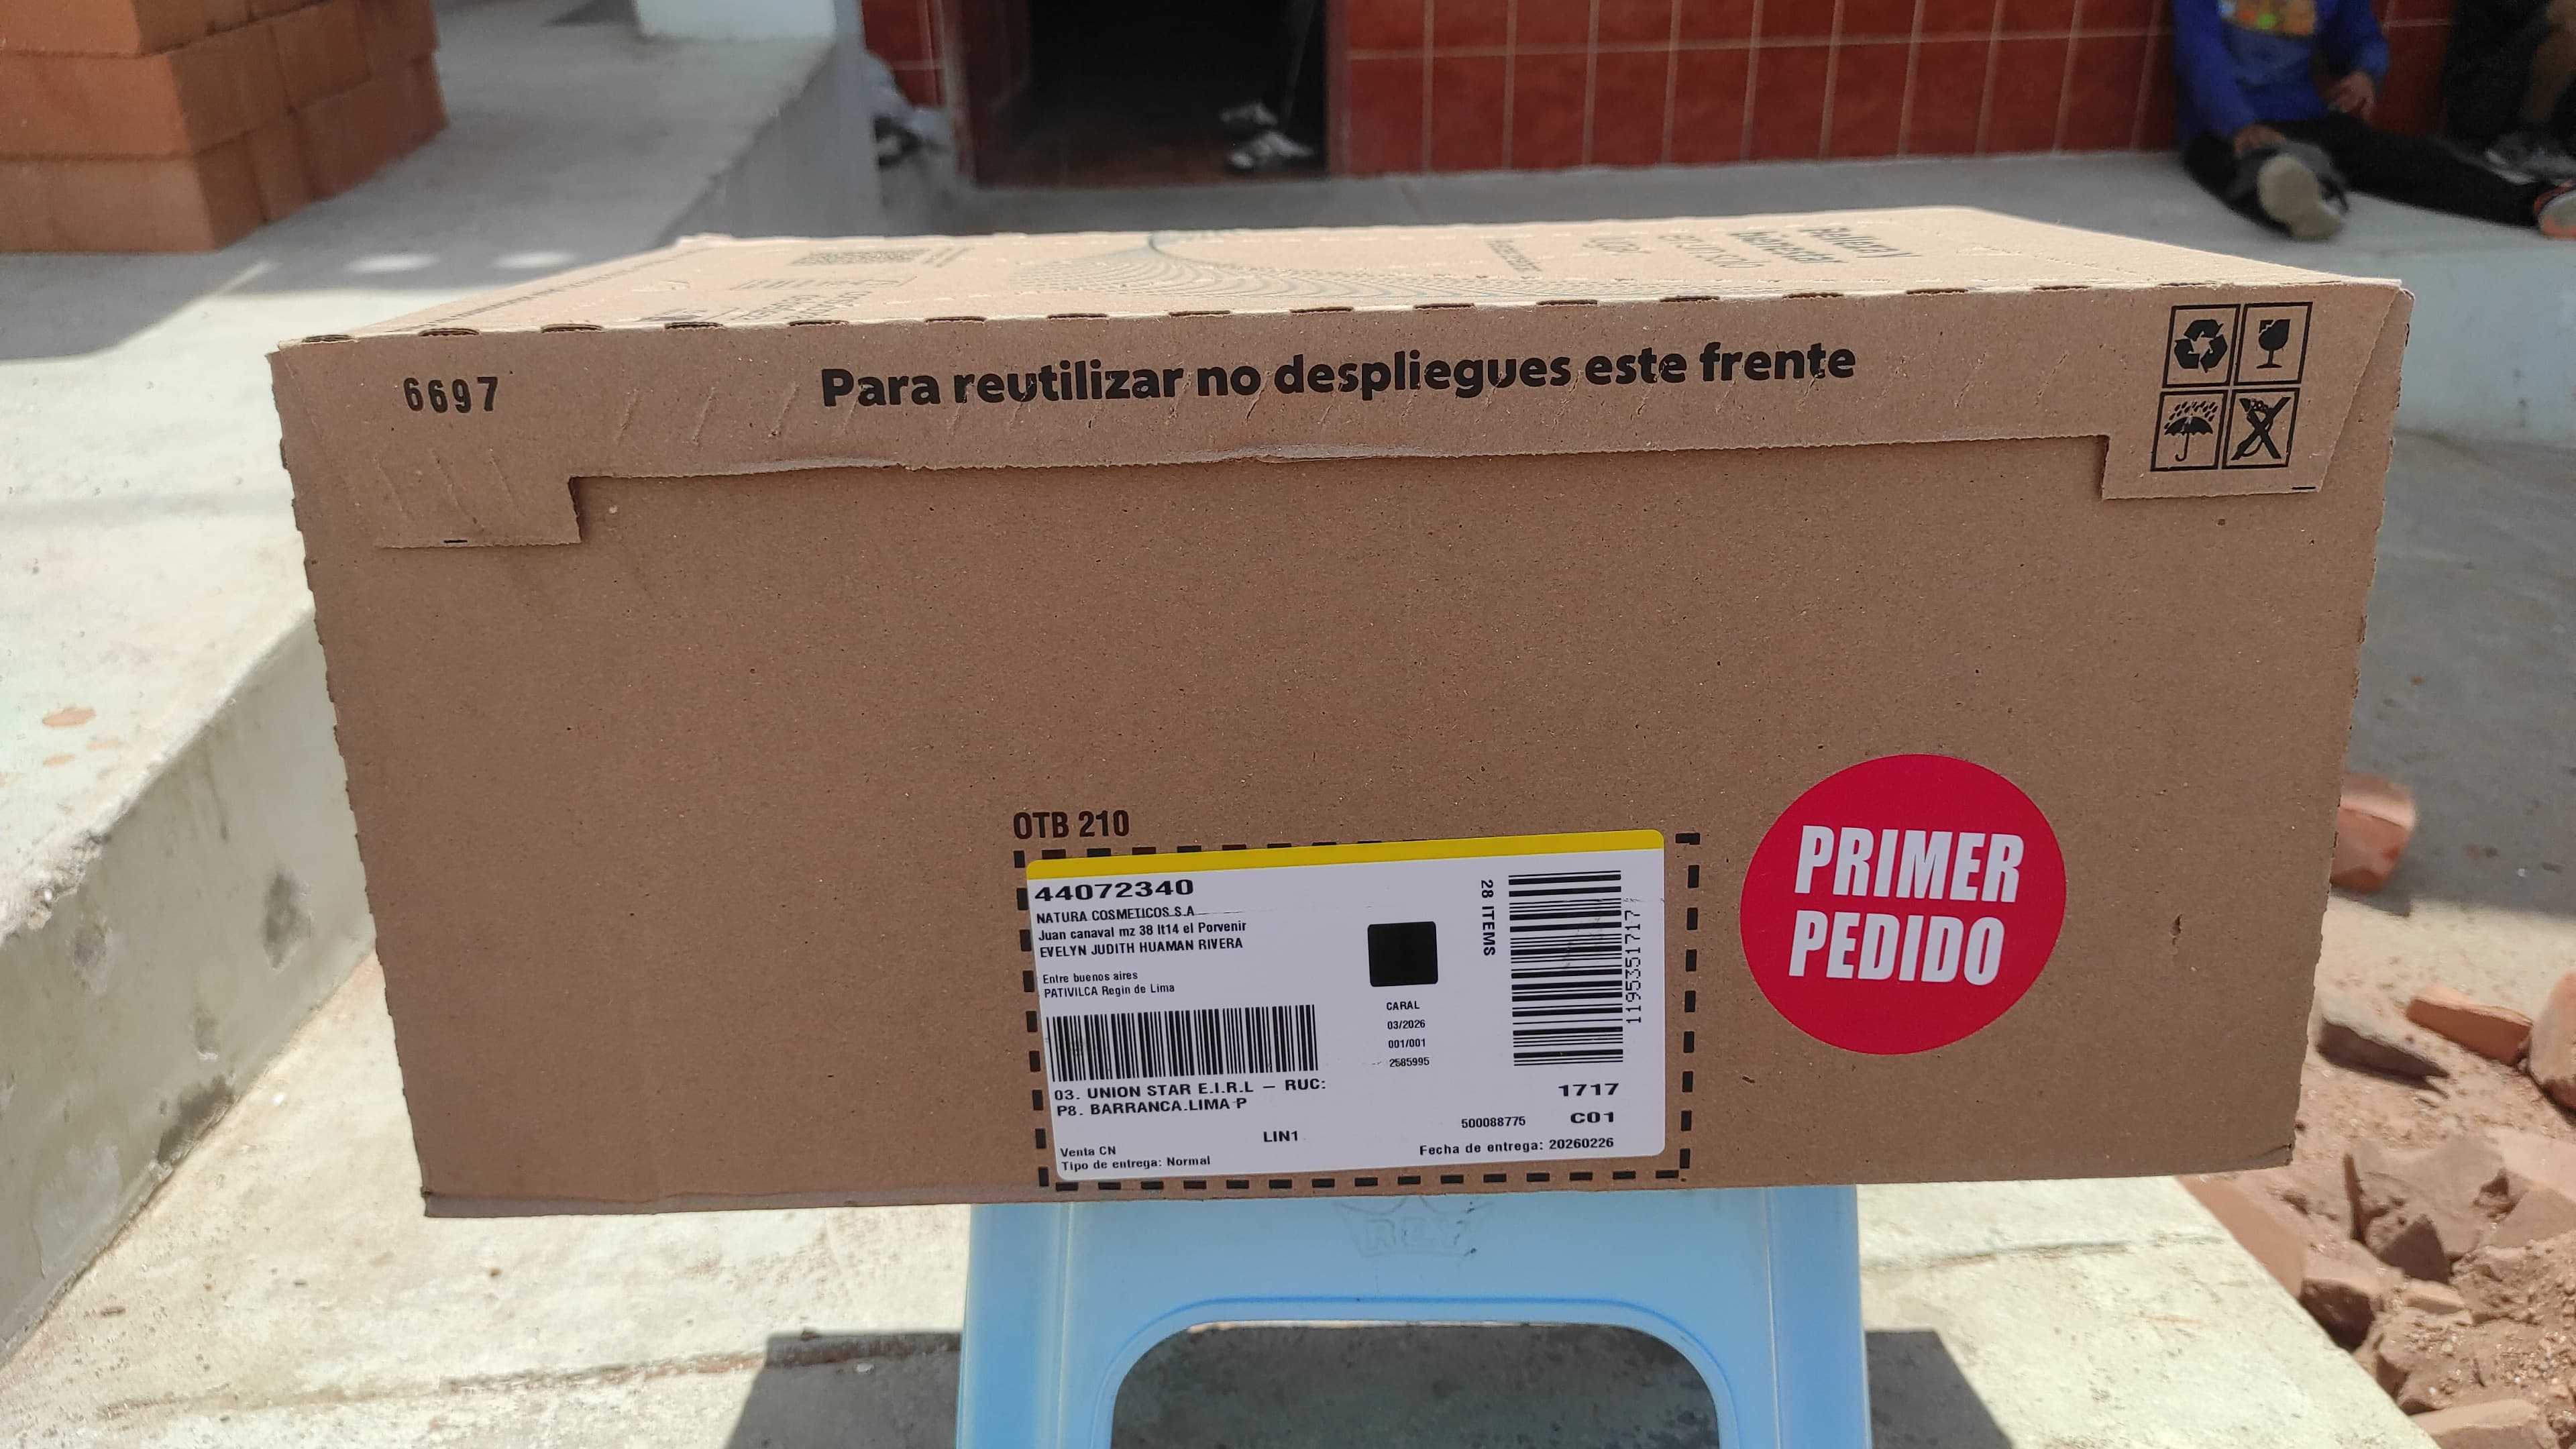 6697
Para reutilizar no despliegues este frente
OTB 210
44072340
NATURA COSMETICOS S.A
Juan canaval mz 38 lt14 el Porvenir
EVELYN JUDITH HUAMAN RIVERA
Entre buenos aires
PATIVILCA Regin de Lima
03. UNION STAR E.I.R.L — RUC:
P8. BARRANCA.LIMA P
LIN1
Venta CN
Tipo de entrega: Normal
CARAL
03/2026
001/001
2585995
28 ITEMS
1195351717
1717
500088775
C01
Fecha de entrega: 20260226
PRIMER
PEDIDO